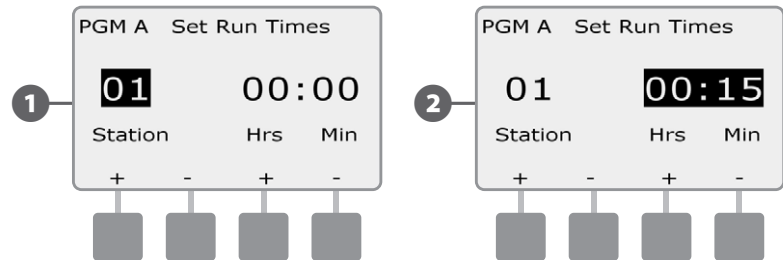 PGM A Set Run Times
1
01 00:00
Station Hrs Min
+ - + -
PGM A Set Run Times
2
01 00:15
Station Hrs Min
+ - + -